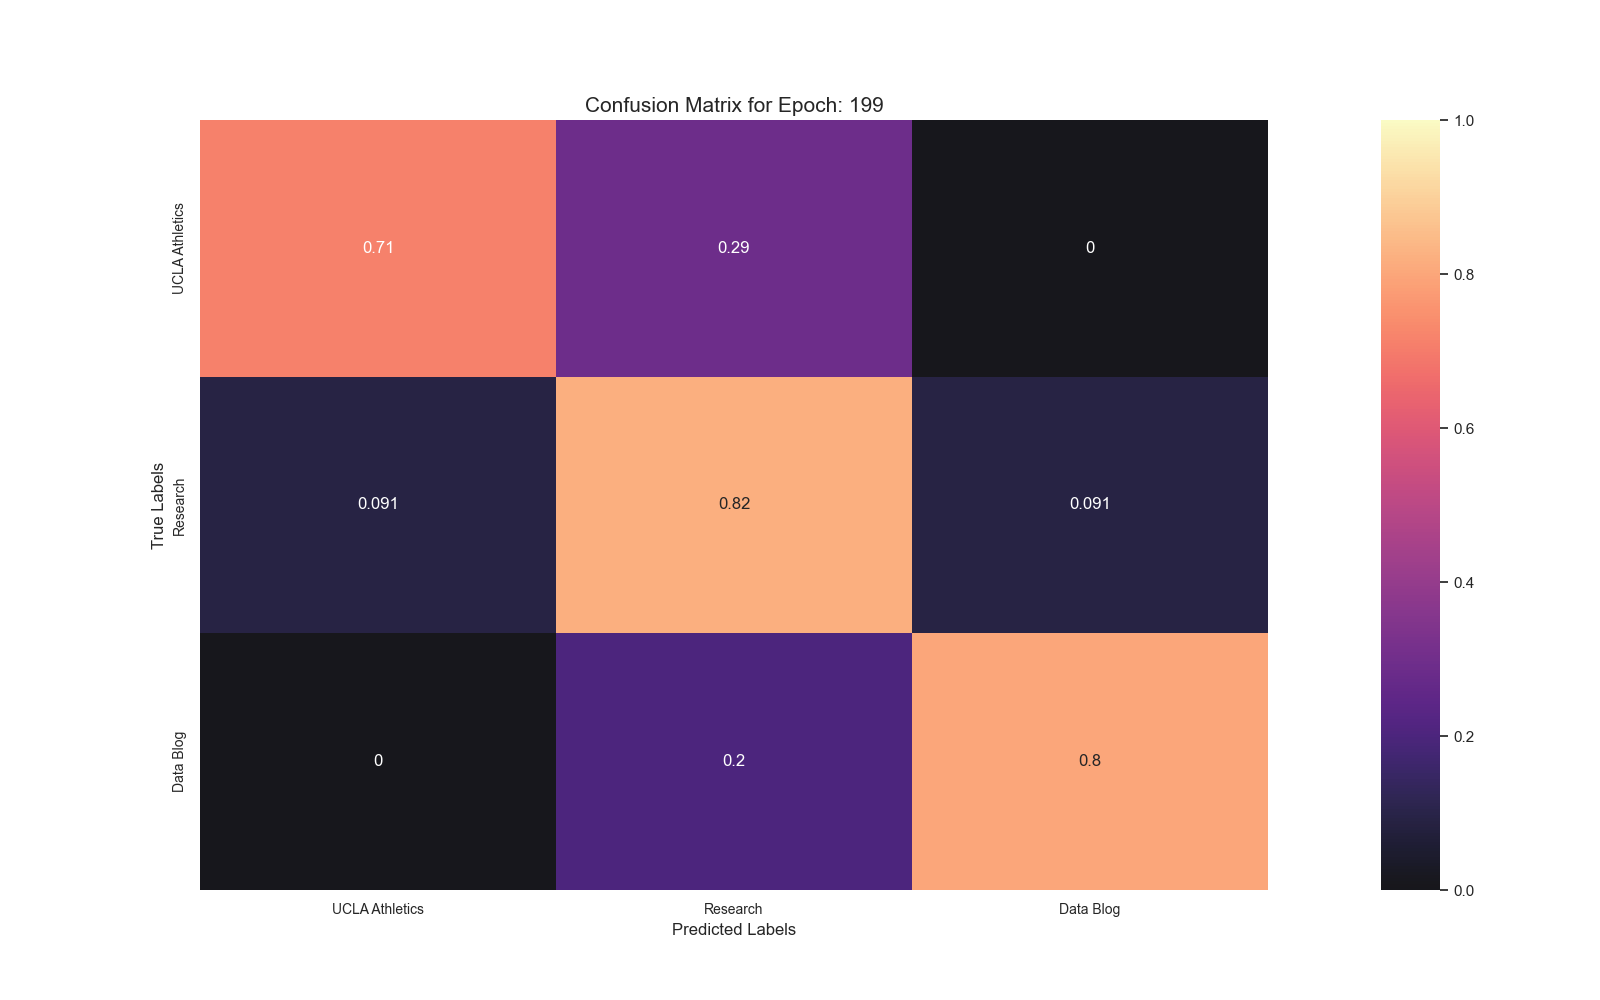 Confusion Matrix for Epoch: 199
UCLA Athletics
0.71
0.29
0
True Labels
Research
0.091
0.82
0.091
Data Blog
0
0.2
0.8
UCLA Athletics
Research
Data Blog
Predicted Labels
1.0
0.8
0.6
0.4
0.2
0.0